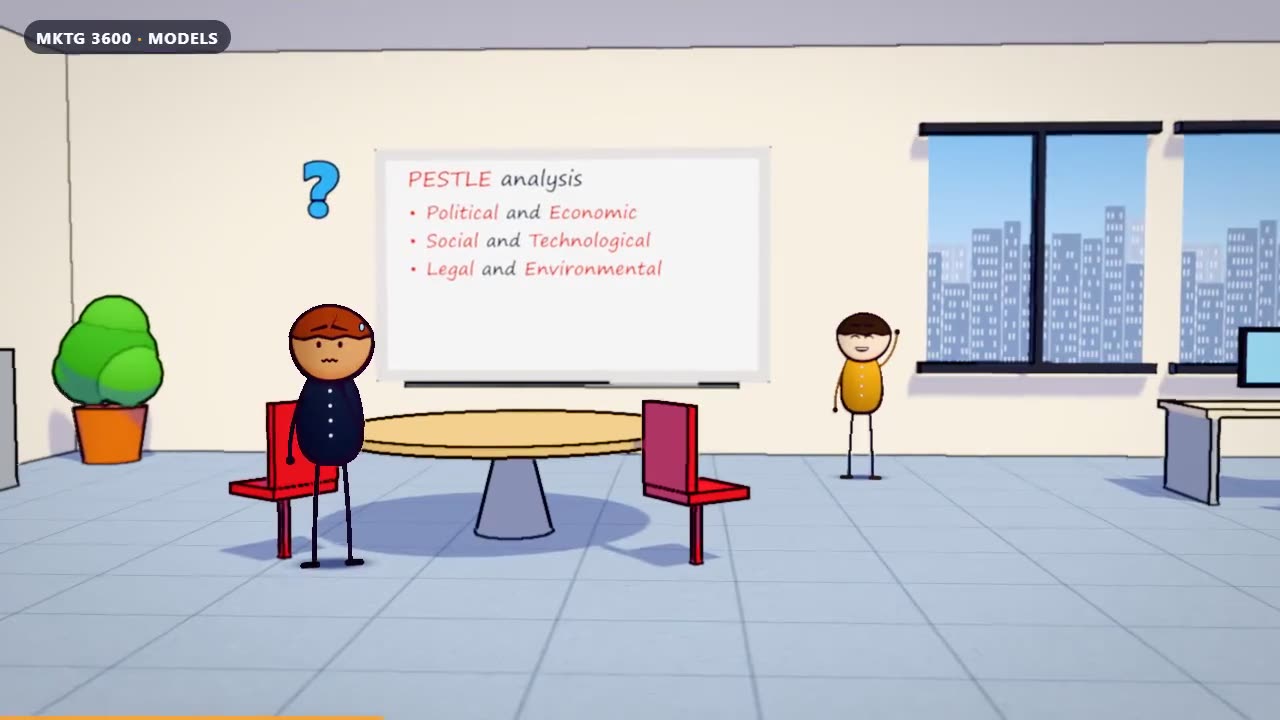 MKTG 3600 · MODELS
?
PESTLE analysis
• Political and Economic
• Social and Technological
• Legal and Environmental